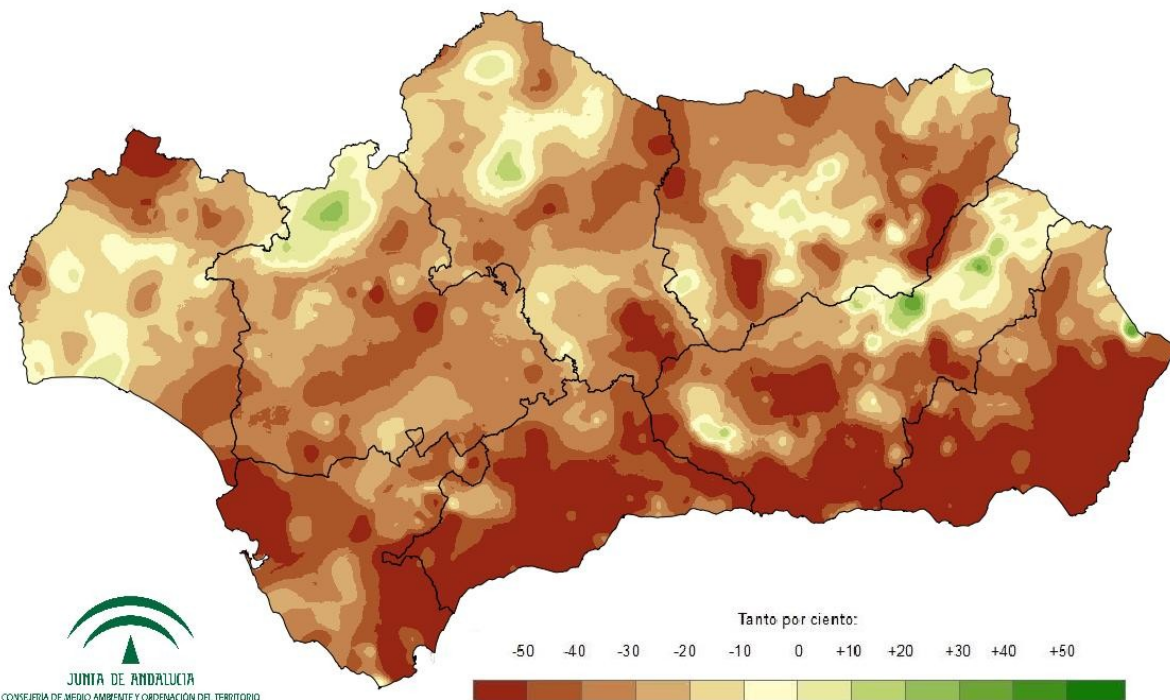 Tanto por ciento:
-50 -40 -30 -20 -10 0 +10 +20 +30 +40 +50
JUNTA DE ANDALUCIA
CONSEJERÍA DE MEDIO AMBIENTE Y ORDENACIÓN DEL TERRITORIO